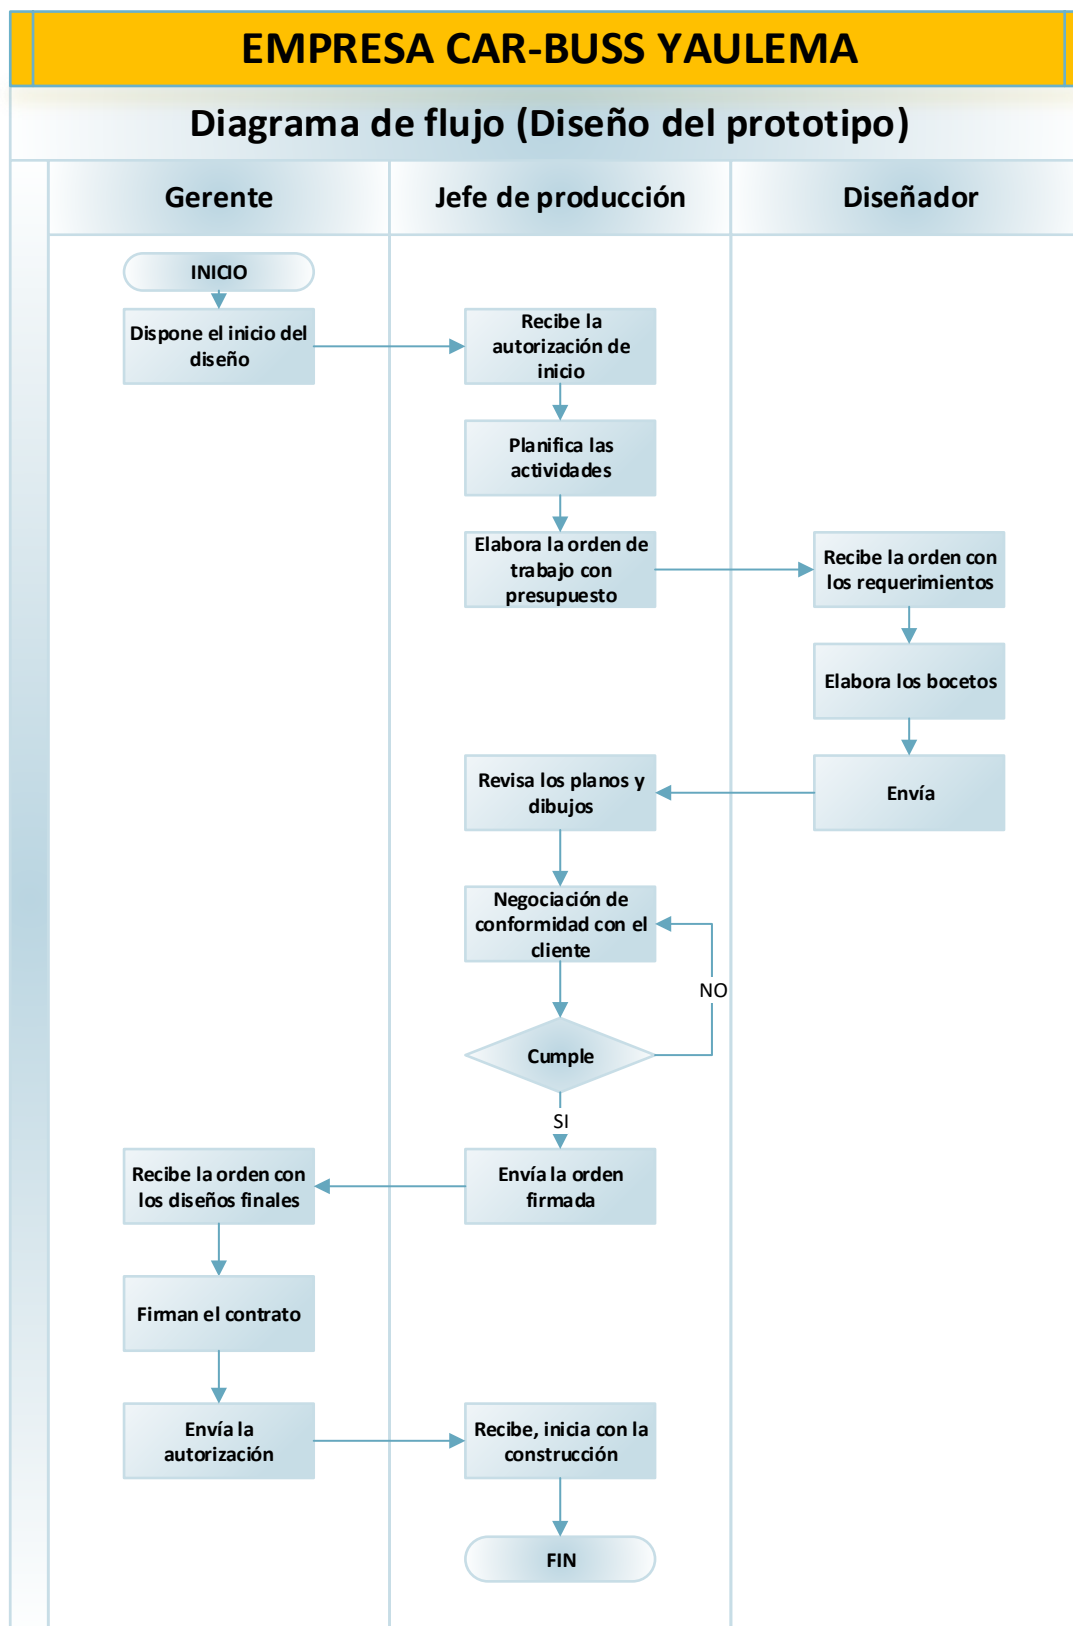 EMPRESA CAR-BUSS YAULEMA
Diagrama de flujo (Diseño del prototipo)
Gerente
Jefe de producción
Diseñador
INICIO
Dispone el inicio del
diseño
Recibe la
autorización de
inicio
Planifica las
actividades
Elabora la orden de
trabajo con
presupuesto
Recibe la orden con
los requerimientos
Elabora los bocetos
Envía
Revisa los planos y
dibujos
Negociación de
conformidad con el
cliente
NO
Cumple
SI
Envía la orden
firmada
Recibe la orden con
los diseños finales
Firman el contrato
Envía la
autorización
Recibe, inicia con la
construcción
FIN